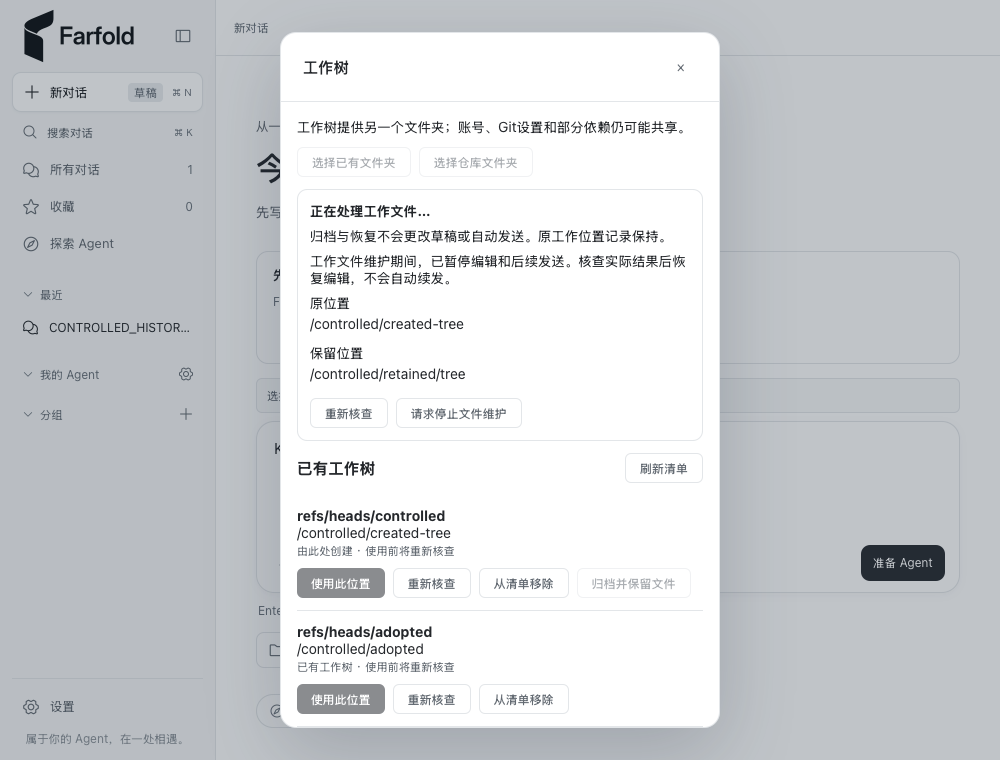 Farfold
新对话
草稿
⌘ N
搜索对话
⌘ K
所有对话
1
收藏
0
探索 Agent
最近
CONTROLLED_HISTOR...
我的 Agent
分组
设置
属于你的 Agent，在一处相遇。
新对话
从一
今
先写
先
F
选
K
准备 Agent
Ente
工作树
×
工作树提供另一个文件夹；账号、Git设置和部分依赖仍可能共享。
选择已有文件夹
选择仓库文件夹
正在处理工作文件...
归档与恢复不会更改草稿或自动发送。原工作位置记录保持。
工作文件维护期间，已暂停编辑和后续发送。核查实际结果后恢
复编辑，不会自动续发。
原位置
/controlled/created-tree
保留位置
/controlled/retained/tree
重新核查
请求停止文件维护
已有工作树
刷新清单
refs/heads/controlled
/controlled/created-tree
由此处创建 · 使用前将重新核查
使用此位置
重新核查
从清单移除
归档并保留文件
refs/heads/adopted
/controlled/adopted
已有工作树 · 使用前将重新核查
使用此位置
重新核查
从清单移除